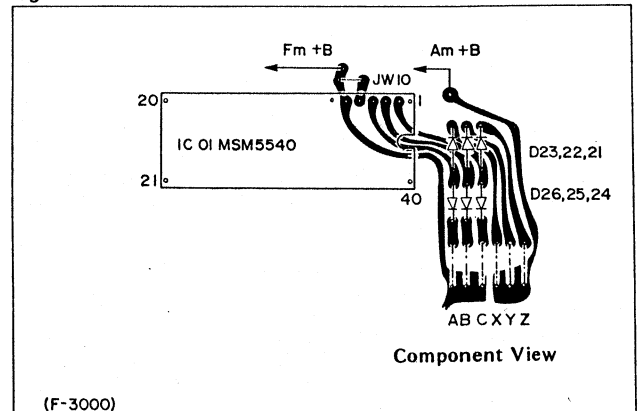 Fm +B
Am +B
JW10
20
1
IC 01 MSM5540
D23,22,21
21
40
D26,25,24
A B C X Y Z
Component View
(F-3000)